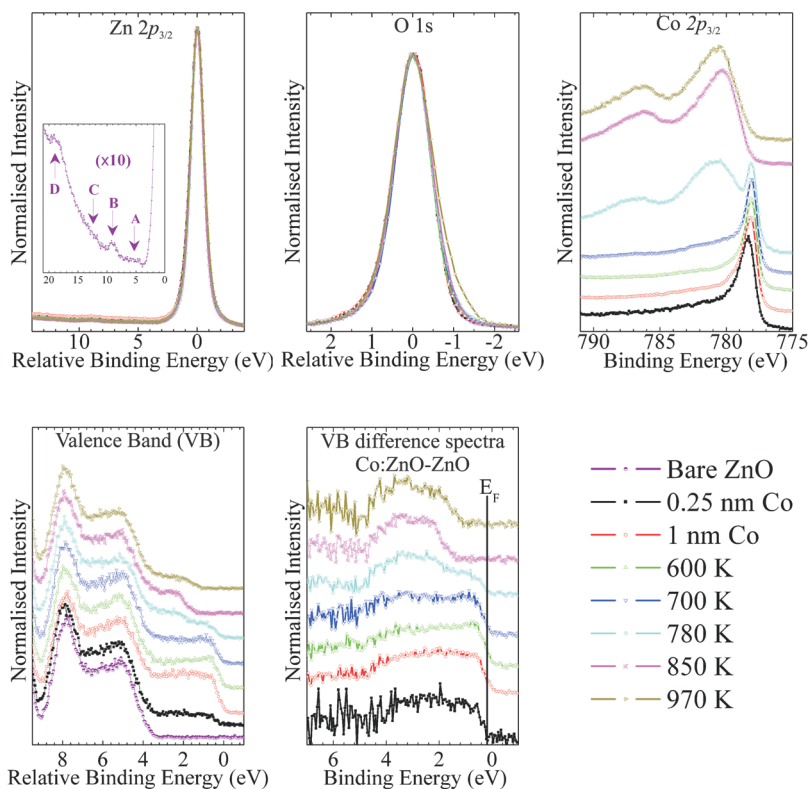 Zn 2p3/2
Normalised Intensity
(x10)
D
C
B
A
20 15 10 5 0
10 5 0
Relative Binding Energy (eV)
O 1s
Normalised Intensity
2 1 0 -1 -2
Relative Binding Energy (eV)
Co 2p3/2
Normalised Intensity
790 785 780 775
Binding Energy (eV)
Valence Band (VB)
Normalised Intensity
8 6 4 2 0
Relative Binding Energy (eV)
VB difference spectra
Co:ZnO-ZnO
EF
Normalised Intensity
6 4 2 0
Binding Energy (eV)
Bare ZnO
0.25 nm Co
1 nm Co
600 K
700 K
780 K
850 K
970 K